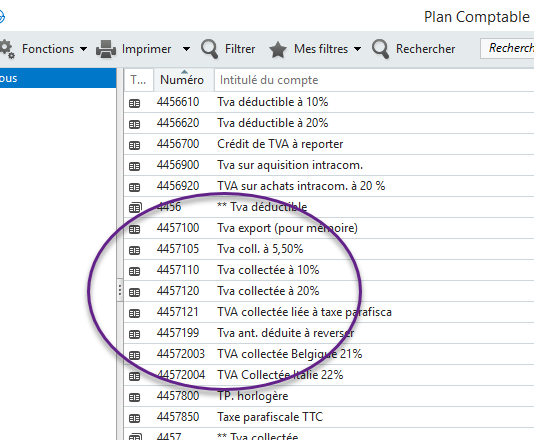 Plan Comptable
Fonctions Imprimer Filtrer Mes filtres Rechercher Recherch
ous
T... Numéro Intitulé du compte
4456610 Tva déductible à 10%
4456620 Tva déductible à 20%
4456700 Crédit de TVA à reporter
4456900 Tva sur aquisition intracom.
4456920 TVA sur achats intracom. à 20 %
4456 ** Tva déductible
4457100 Tva export (pour mémoire)
4457105 Tva coll. à 5,50%
4457110 Tva collectée à 10%
4457120 Tva collectée à 20%
4457121 TVA collectée liée à taxe parafisca
4457199 Tva ant. déduite à reverser
44572003 TVA collectée Belgique 21%
44572004 TVA Collectée Italie 22%
4457800 TP. horlogère
4457850 Taxe parafiscale TTC
4457 ** Tva collectée